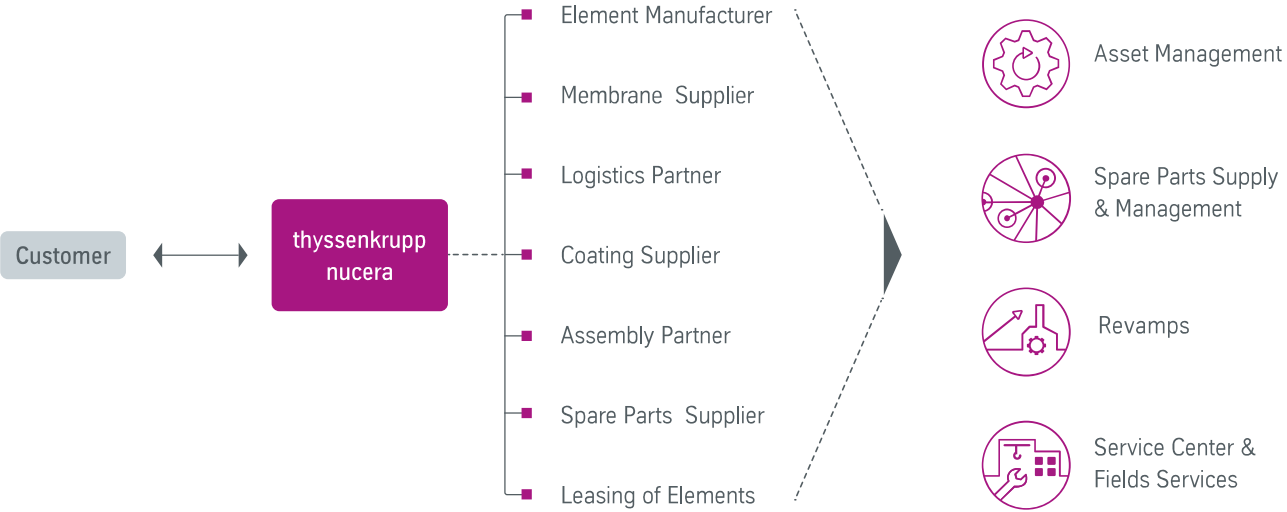 Customer
thyssenkrupp
nucera
Element Manufacturer
Membrane Supplier
Logistics Partner
Coating Supplier
Assembly Partner
Spare Parts Supplier
Leasing of Elements
Asset Management
Spare Parts Supply
& Management
Revamps
Service Center &
Fields Services